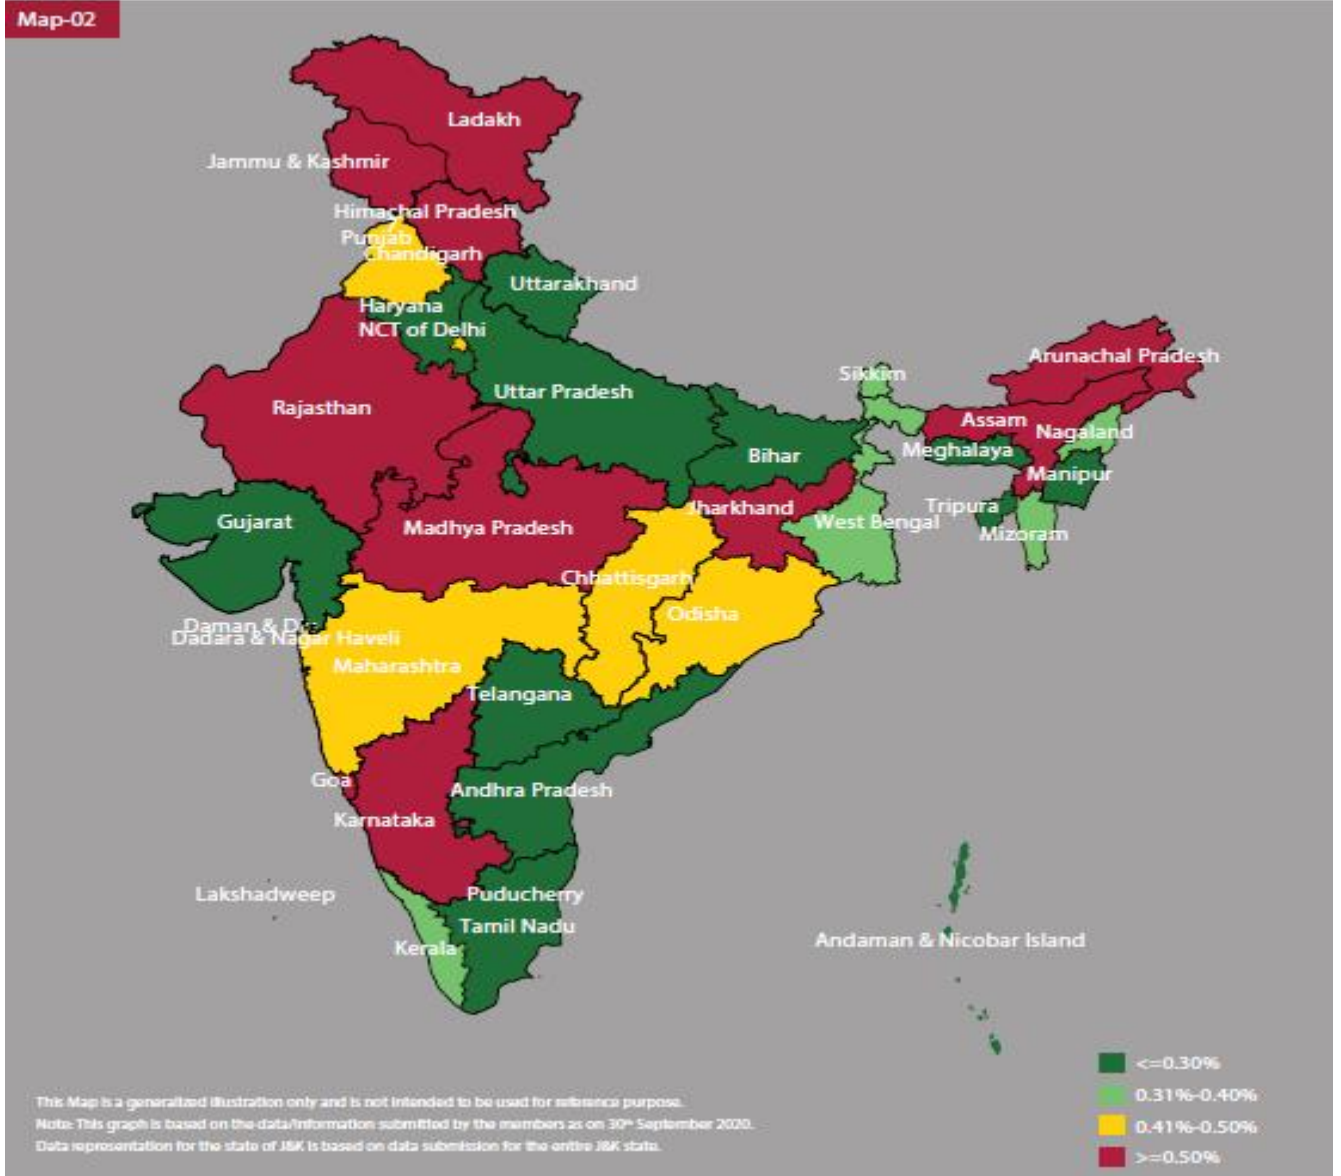 Map-02
Ladakh
Jammu & Kashmir
Himachal Pradesh
Punjab
Chandigarh
Uttarakhand
Haryana
NCT of Delhi
Arunachal Pradesh
Sikkim
Uttar Pradesh
Rajasthan
Assam
Nagaland
Meghalaya
Bihar
Manipur
Jharkhand
Tripura
Gujarat
West Bengal
Madhya Pradesh
Mizoram
Chhattisgarh
Odisha
Daman & Diu
Dadara & Nagar Haveli
Maharashtra
Telangana
Goa
Andhra Pradesh
Karnataka
Lakshadweep
Puducherry
Tamil Nadu
Andaman & Nicobar Island
Kerala
<=0.30%
0.31%-0.40%
0.41%-0.50%
>=0.50%
This Map is a generalized illustration only and is not intended to be used for reference purpose.
Note: This graph is based on the data/information submitted by the members as on 30th September 2020.
Data representation for the state of J&K is based on data submission for the entire J&K state.